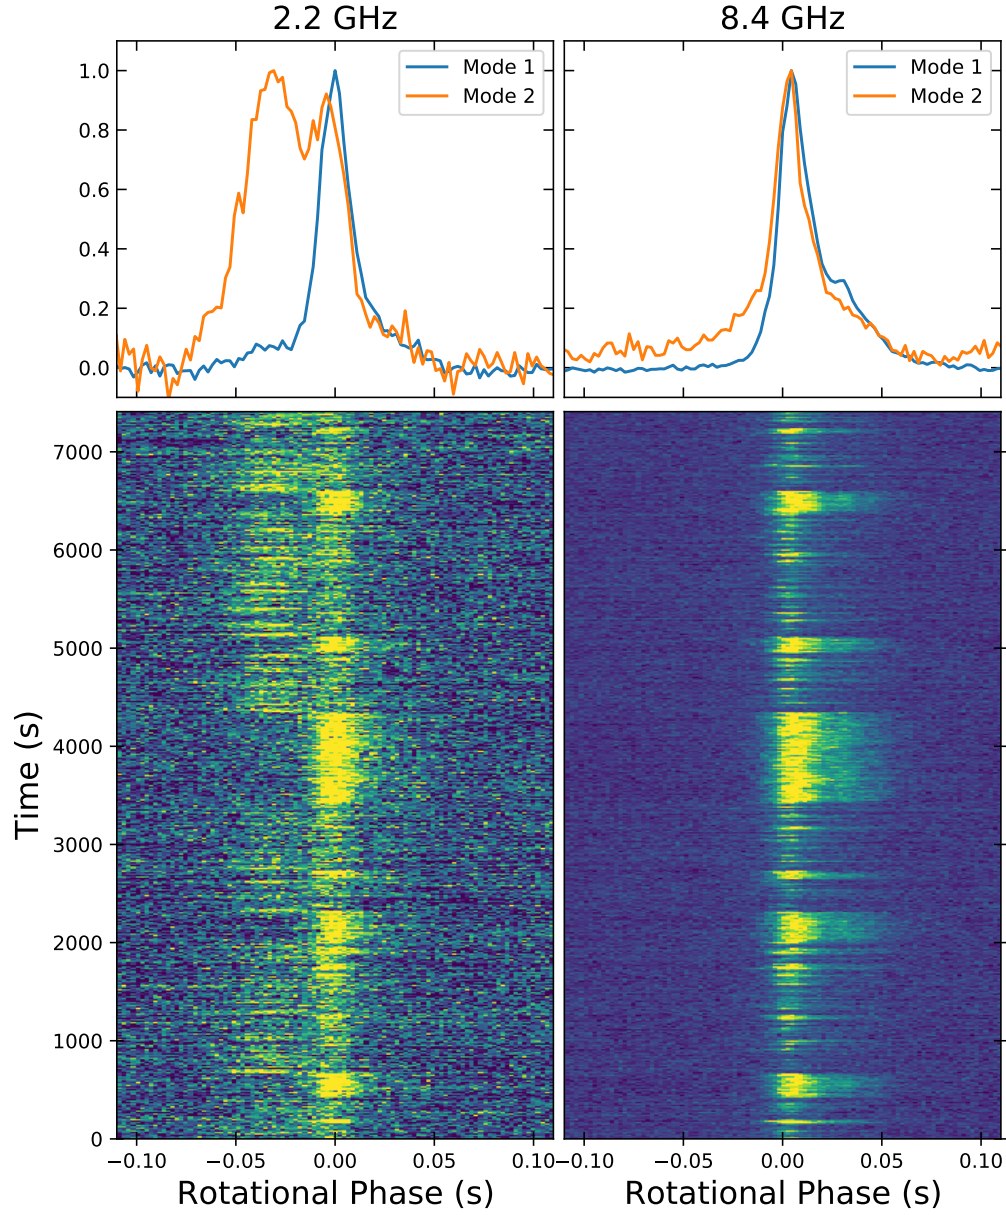 2.2 GHz
8.4 GHz
Mode 1
Mode 2
Mode 1
Mode 2
1.0
0.8
0.6
0.4
0.2
0.0
7000
6000
5000
4000
3000
2000
1000
0
Time (s)
−0.10 −0.05 0.00 0.05 0.10
−0.10 −0.05 0.00 0.05 0.10
Rotational Phase (s)
Rotational Phase (s)